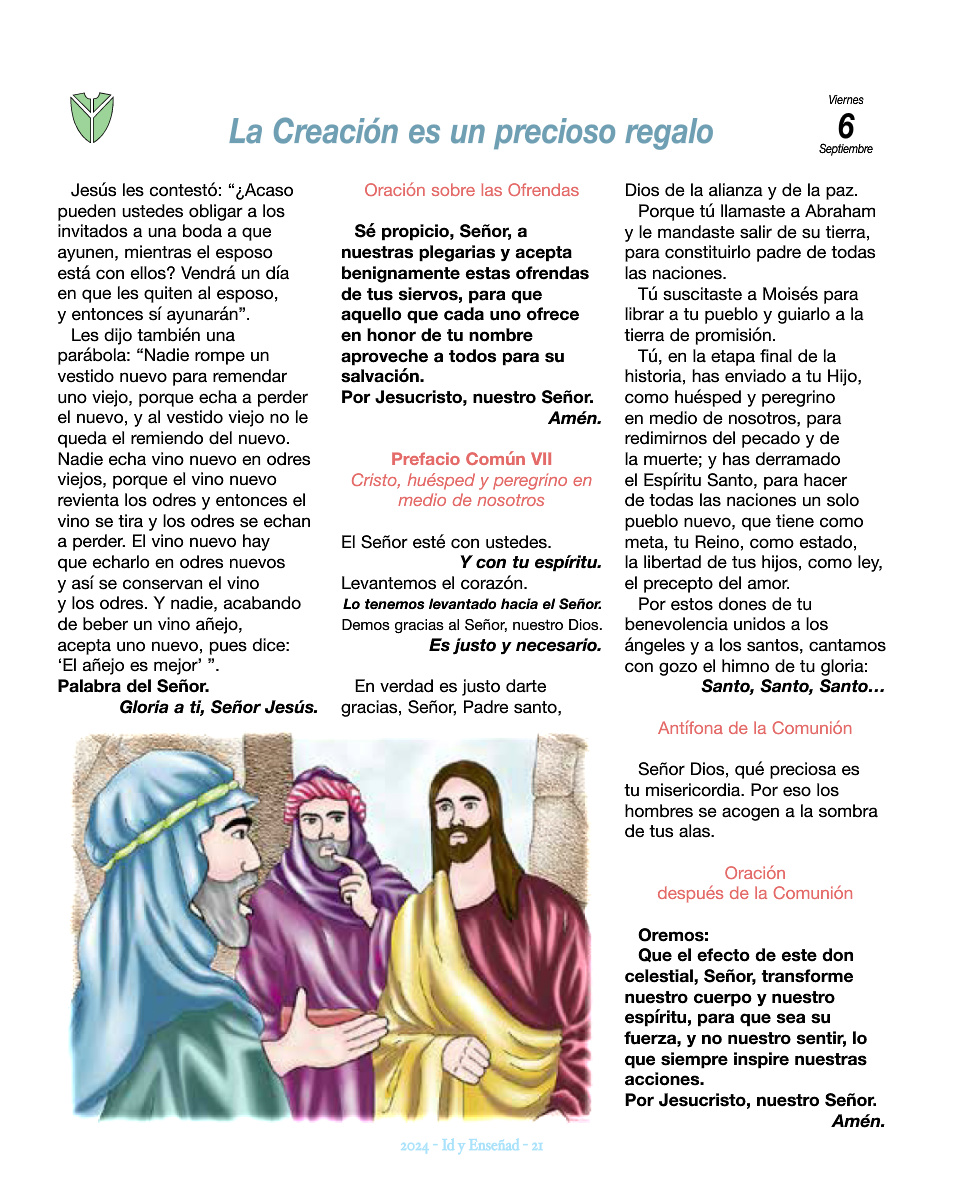 La Creación es un precioso regalo
Viernes
6
Septiembre
Jesús les contestó: “¿Acaso
pueden ustedes obligar a los
invitados a una boda a que
ayunen, mientras el esposo
está con ellos? Vendrá un día
en que les quiten al esposo,
y entonces sí ayunarán”.
Les dijo también una
parábola: “Nadie rompe un
vestido nuevo para remendar
uno viejo, porque echa a perder
el nuevo, y al vestido viejo no le
queda el remiendo del nuevo.
Nadie echa vino nuevo en odres
viejos, porque el vino nuevo
revienta los odres y entonces el
vino se tira y los odres se echan
a perder. El vino nuevo hay
que echarlo en odres nuevos
y así se conservan el vino
y los odres. Y nadie, acabando
de beber un vino añejo,
acepta uno nuevo, pues dice:
‘El añejo es mejor’ ”.
Palabra del Señor.
Gloria a ti, Señor Jesús.
Oración sobre las Ofrendas
Sé propicio, Señor, a
nuestras plegarias y acepta
benignamente estas ofrendas
de tus siervos, para que
aquello que cada uno ofrece
en honor de tu nombre
aproveche a todos para su
salvación.
Por Jesucristo, nuestro Señor.
Amén.
Prefacio Común VII
Cristo, huésped y peregrino en
medio de nosotros
El Señor esté con ustedes.
Y con tu espíritu.
Levantemos el corazón.
Lo tenemos levantado hacia el Señor.
Demos gracias al Señor, nuestro Dios.
Es justo y necesario.
En verdad es justo darte
gracias, Señor, Padre santo,
Dios de la alianza y de la paz.
Porque tú llamaste a Abraham
y le mandaste salir de su tierra,
para constituirlo padre de todas
las naciones.
Tú suscitaste a Moisés para
librar a tu pueblo y guiarlo a la
tierra de promisión.
Tú, en la etapa final de la
historia, has enviado a tu Hijo,
como huésped y peregrino
en medio de nosotros, para
redimirnos del pecado y de
la muerte; y has derramado
el Espíritu Santo, para hacer
de todas las naciones un solo
pueblo nuevo, que tiene como
meta, tu Reino, como estado,
la libertad de tus hijos, como ley,
el precepto del amor.
Por estos dones de tu
benevolencia unidos a los
ángeles y a los santos, cantamos
con gozo el himno de tu gloria:
Santo, Santo, Santo…
Antífona de la Comunión
Señor Dios, qué preciosa es
tu misericordia. Por eso los
hombres se acogen a la sombra
de tus alas.
Oración
después de la Comunión
Oremos:
Que el efecto de este don
celestial, Señor, transforme
nuestro cuerpo y nuestro
espíritu, para que sea su
fuerza, y no nuestro sentir, lo
que siempre inspire nuestras
acciones.
Por Jesucristo, nuestro Señor.
Amén.
2024 - Id y Enseñad - 21